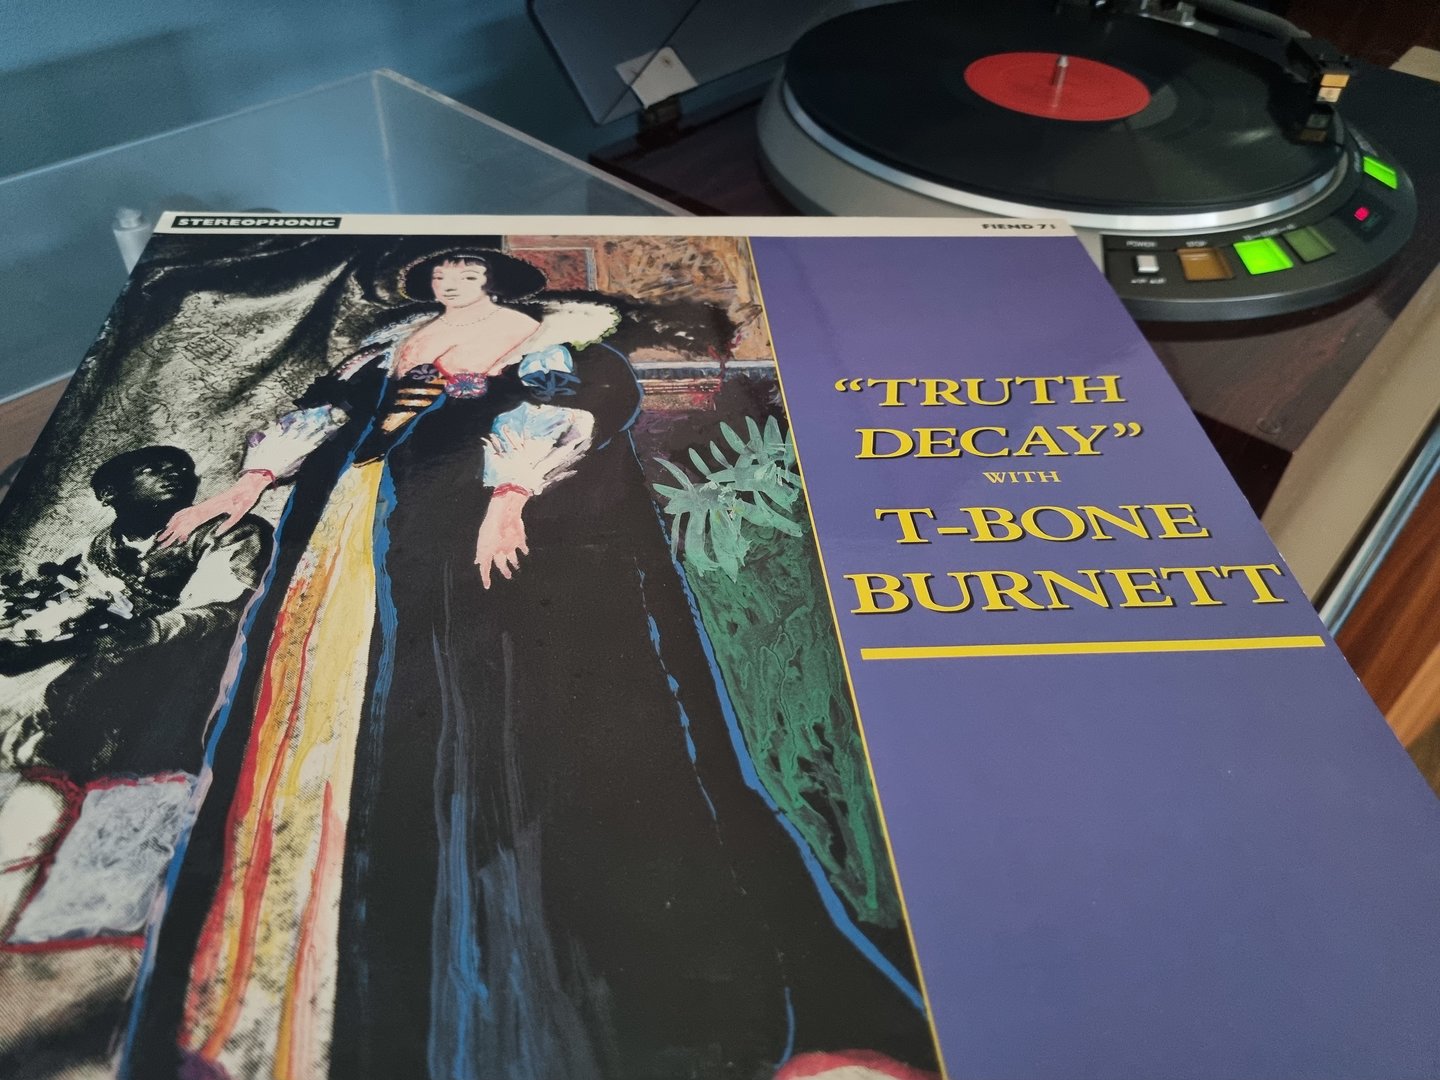 STEREOPHONIC
FIEND 71
“TRUTH
DECAY”
WITH
T-BONE
BURNETT
POWER
STOP